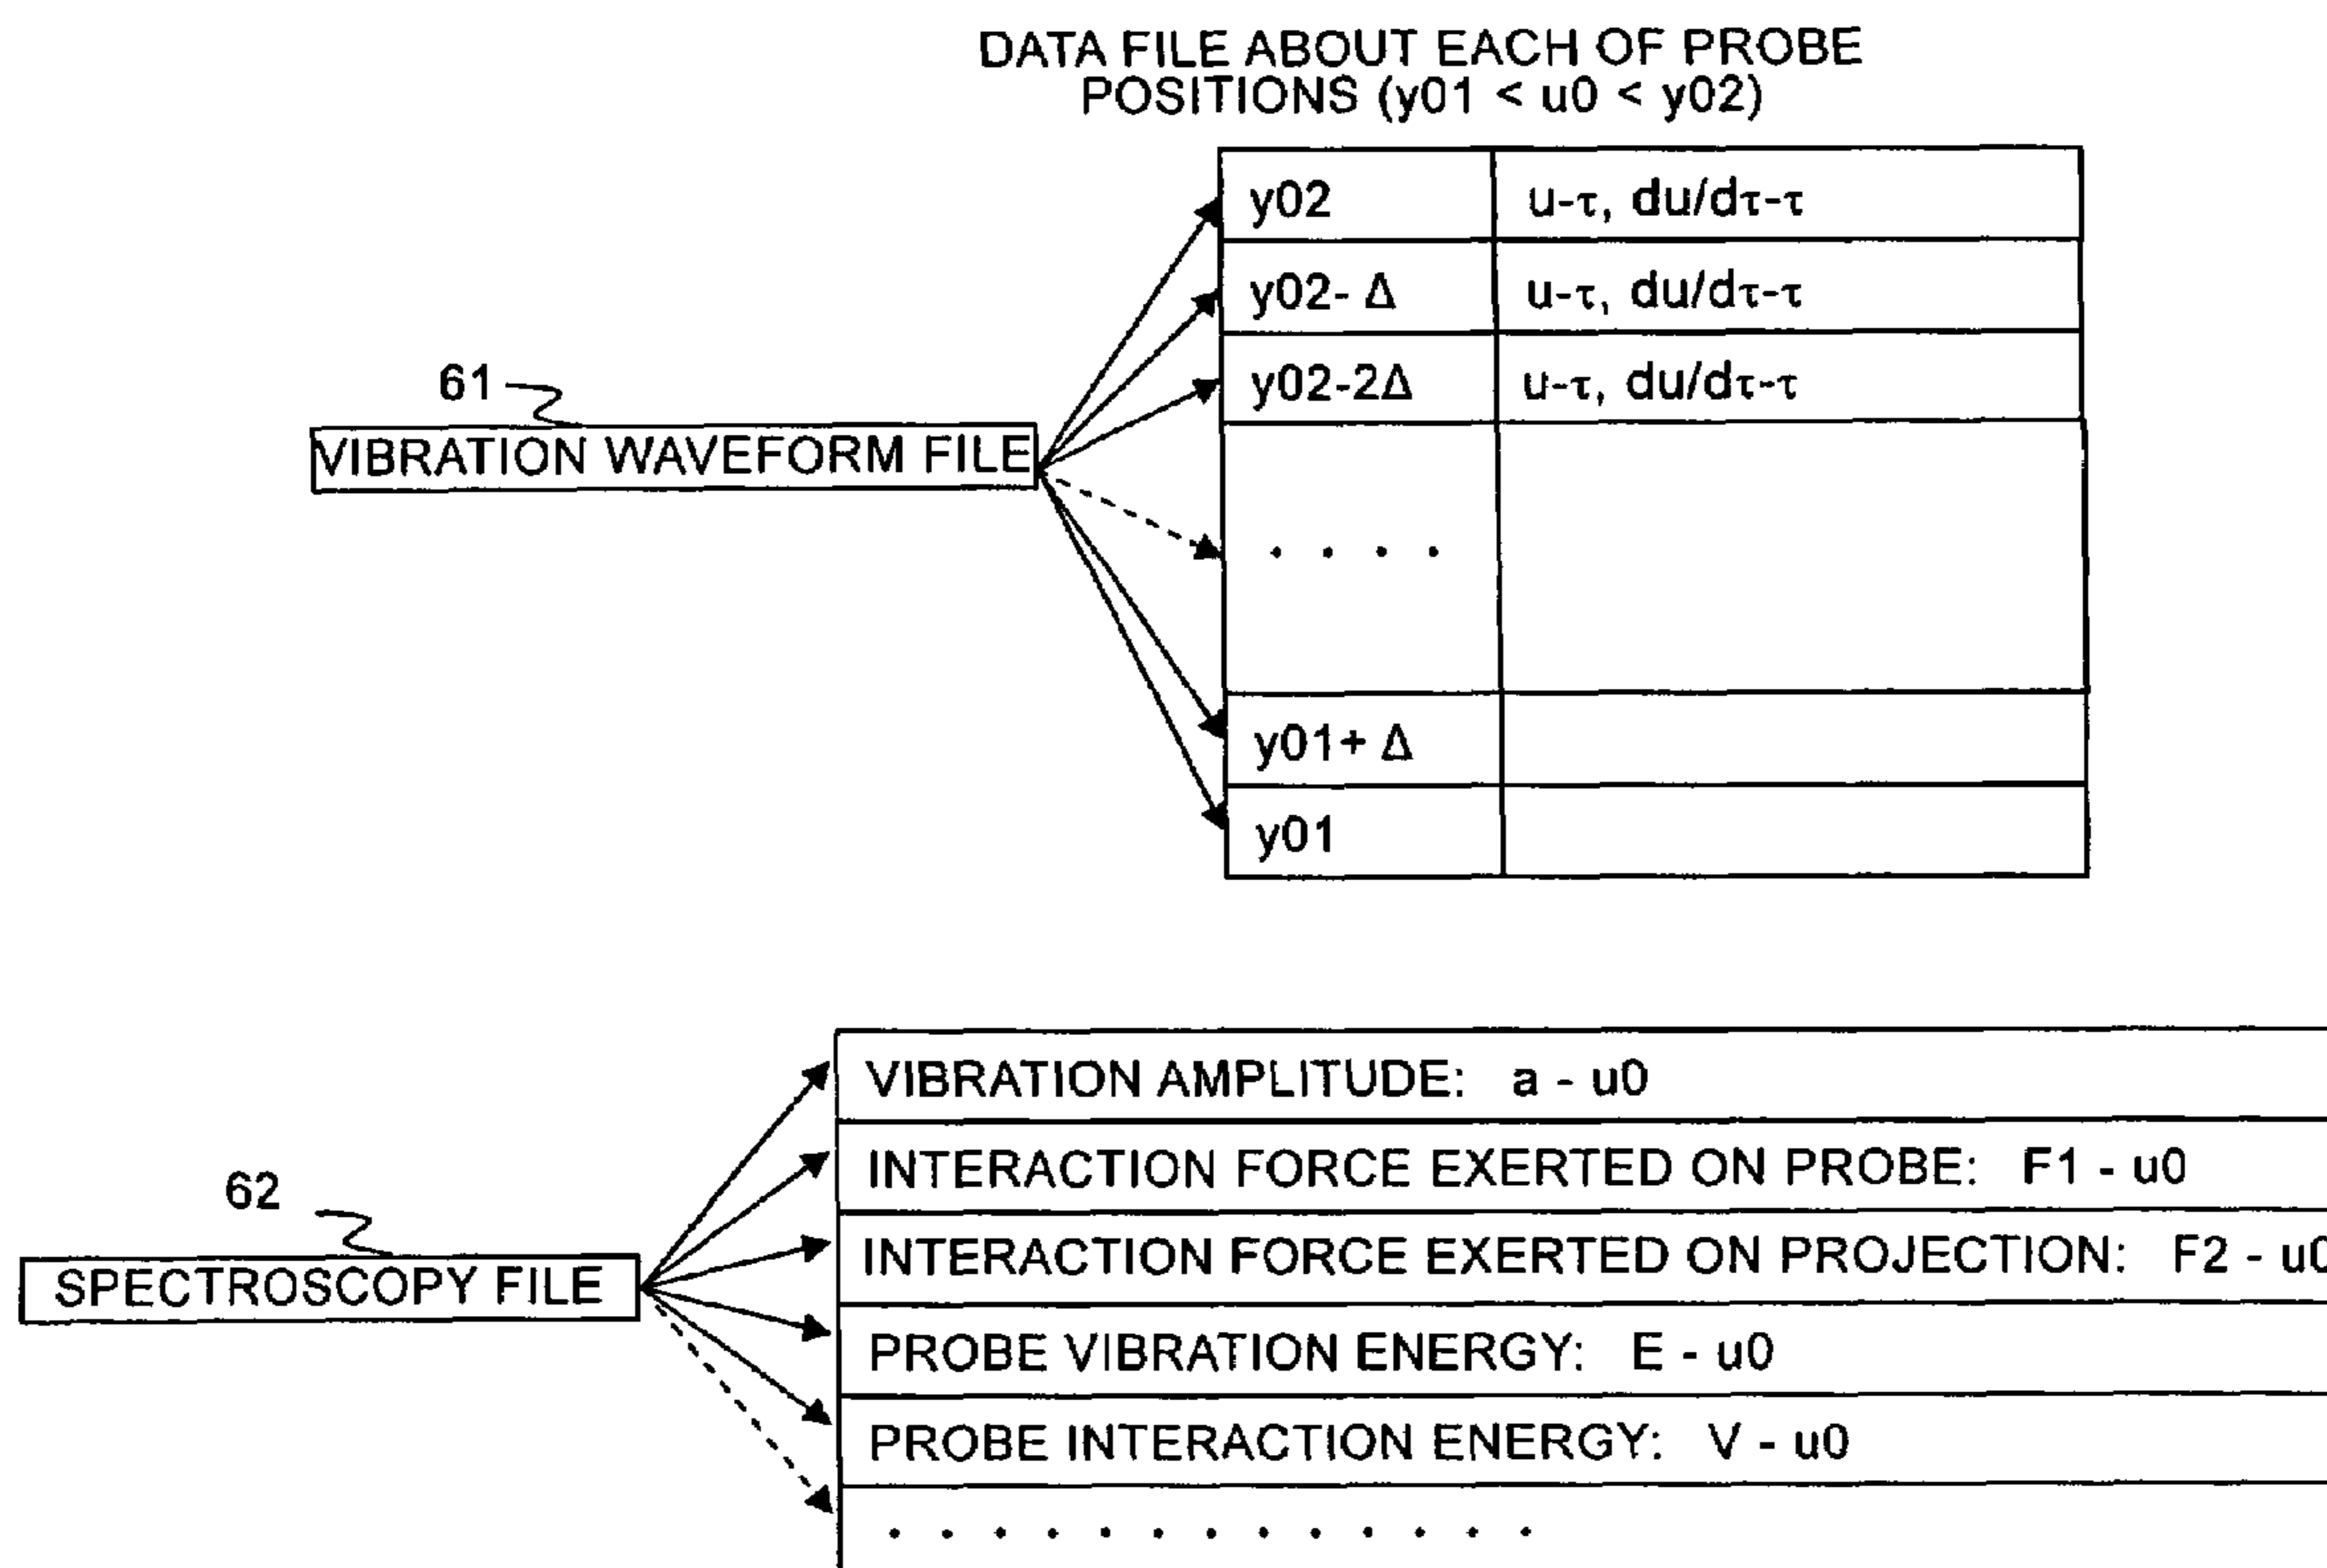 DATA FILE ABOUT EACH OF PROBE
POSITIONS (y01 < u0 < y02)
y02 u-τ, du/dτ-τ
y02- Δ u-τ, du/dτ-τ
y02-2Δ u-τ, du/dτ-τ
61
VIBRATION WAVEFORM FILE
. . . .
y01+ Δ
y01
VIBRATION AMPLITUDE: a - u0
INTERACTION FORCE EXERTED ON PROBE: F1 - u0
62
INTERACTION FORCE EXERTED ON PROJECTION: F2 - u0
SPECTROSCOPY FILE
PROBE VIBRATION ENERGY: E - u0
PROBE INTERACTION ENERGY: V - u0
. . . . . . . . . . . . .